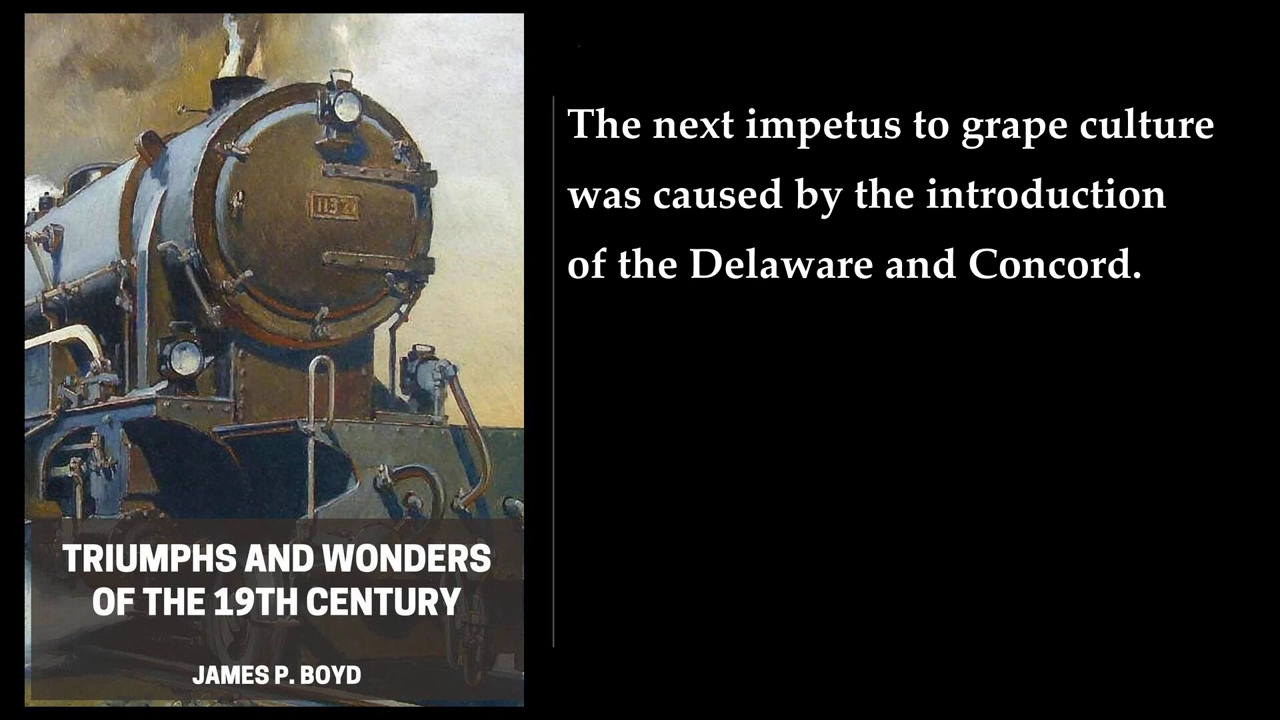 TRIUMPHS AND WONDERS
OF THE 19TH CENTURY
JAMES P. BOYD
The next impetus to grape culture
was caused by the introduction
of the Delaware and Concord.